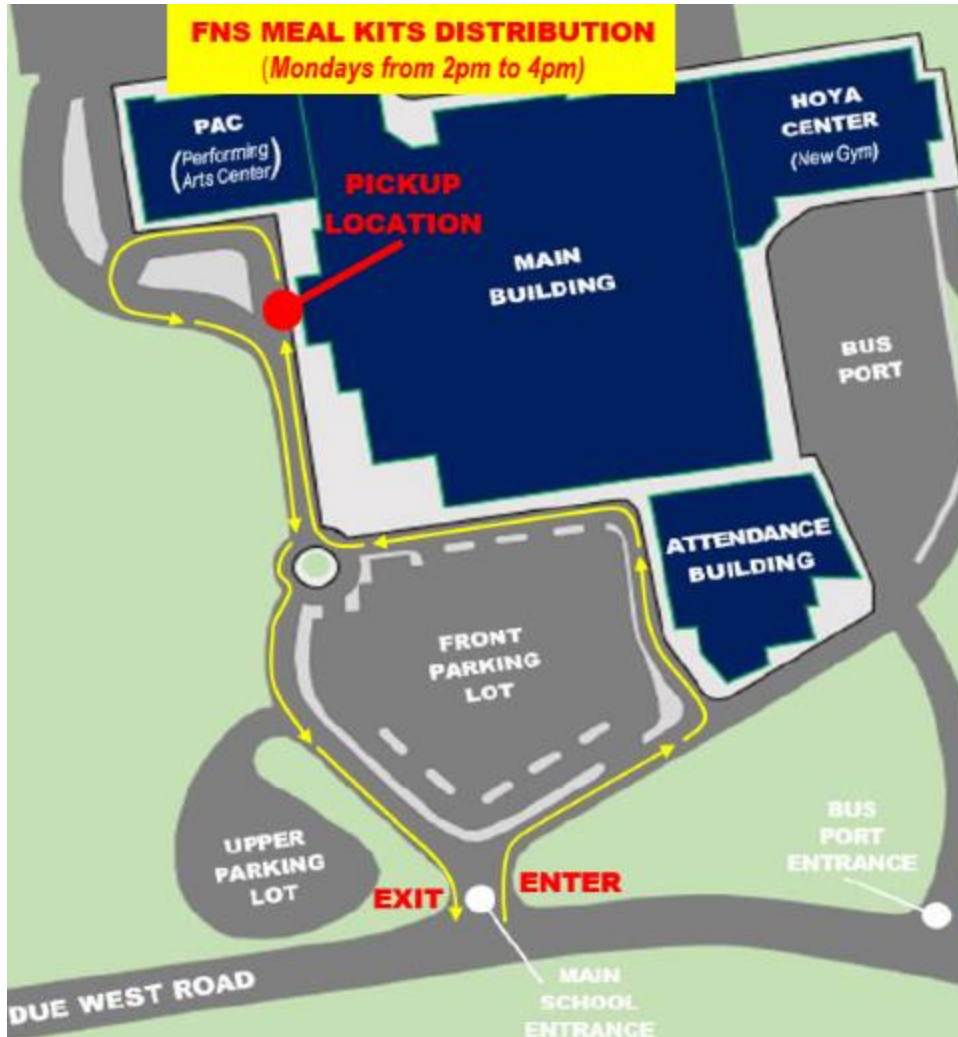 FNS MEAL KITS DISTRIBUTION
(Mondays from 2pm to 4pm)
PAC
(Performing
Arts Center)
HOYA
CENTER
(New Gym)
PICKUP
LOCATION
MAIN
BUILDING
BUS
PORT
ATTENDANCE
BUILDING
FRONT
PARKING
LOT
UPPER
PARKING
LOT
BUS
PORT
ENTRANCE
EXIT
ENTER
MAIN
SCHOOL
ENTRANCE
DUE WEST ROAD